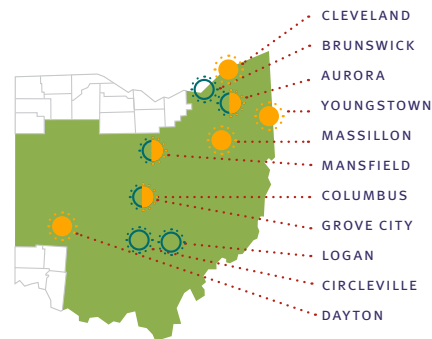 CLEVELAND
BRUNSWICK
AURORA
YOUNGSTOWN
MASSILLON
MANSFIELD
COLUMBUS
GROVE CITY
LOGAN
CIRCLEVILLE
DAYTON